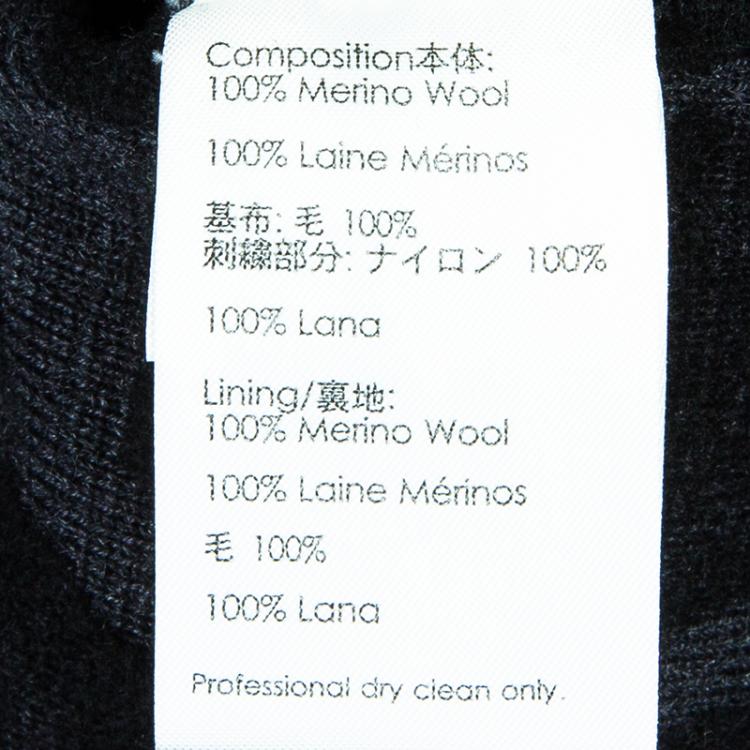 Composition本体:
100% Merino Wool
100% Laine Mérinos
基布: 毛 100%
刺繍部分: ナイロン 100%
100% Lana
Lining/裏地:
100% Merino Wool
100% Laine Mérinos
毛 100%
100% Lana
Professional dry clean only.